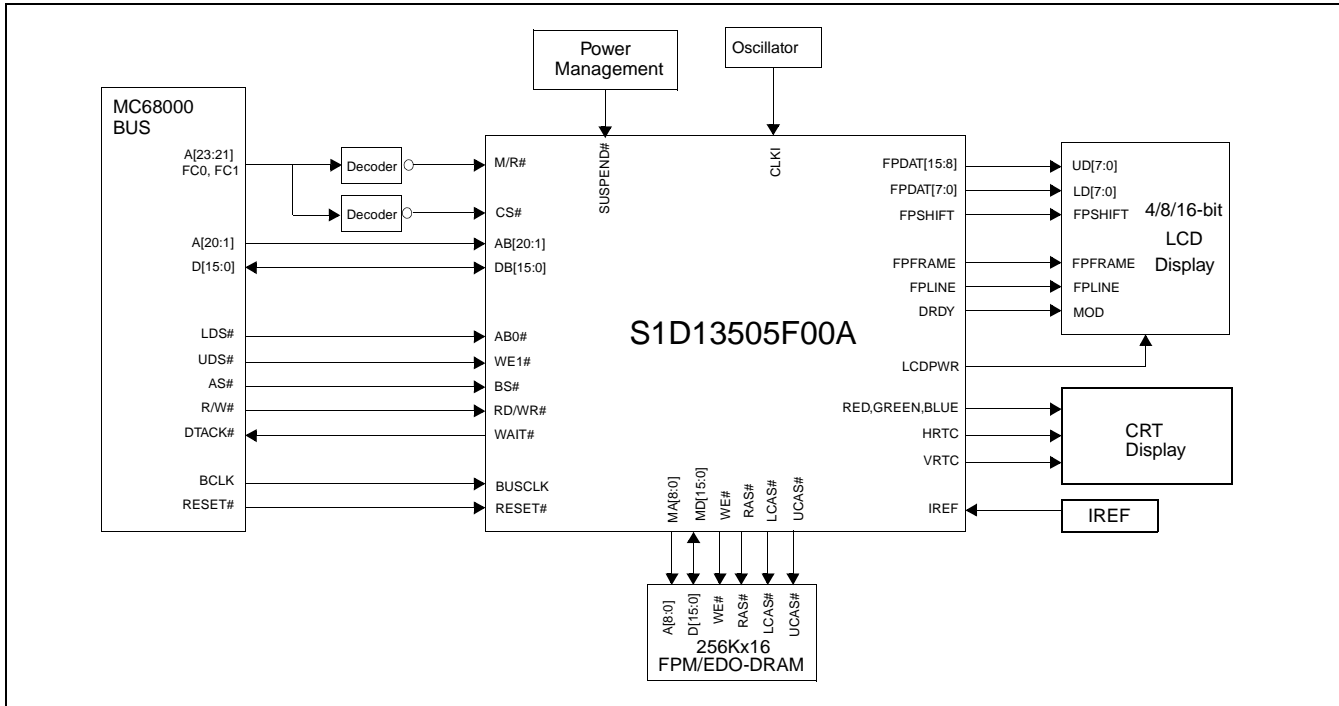 Power
Management
Oscillator
MC68000
BUS
A[23:21]
FC0, FC1
Decoder
M/R#
SUSPEND#
CLKI
FPDAT[15:8]
UD[7:0]
FPDAT[7:0]
LD[7:0]
Decoder
CS#
FPSHIFT
FPSHIFT
4/8/16-bit
LCD
Display
A[20:1]
AB[20:1]
D[15:0]
DB[15:0]
FPFRAME
FPFRAME
FPLINE
FPLINE
DRDY
MOD
S1D13505F00A
LDS#
AB0#
UDS#
WE1#
LCDPWR
AS#
BS#
R/W#
RD/WR#
RED,GREEN,BLUE
DTACK#
WAIT#
HRTC
VRTC
CRT
Display
BCLK
BUSCLK
RESET#
RESET#
IREF
IREF
MA[8:0]
MD[15:0]
WE#
RAS#
LCAS#
UCAS#
A[8:0]
D[15:0]
WE#
RAS#
LCAS#
UCAS#
256Kx16
FPM/EDO-DRAM